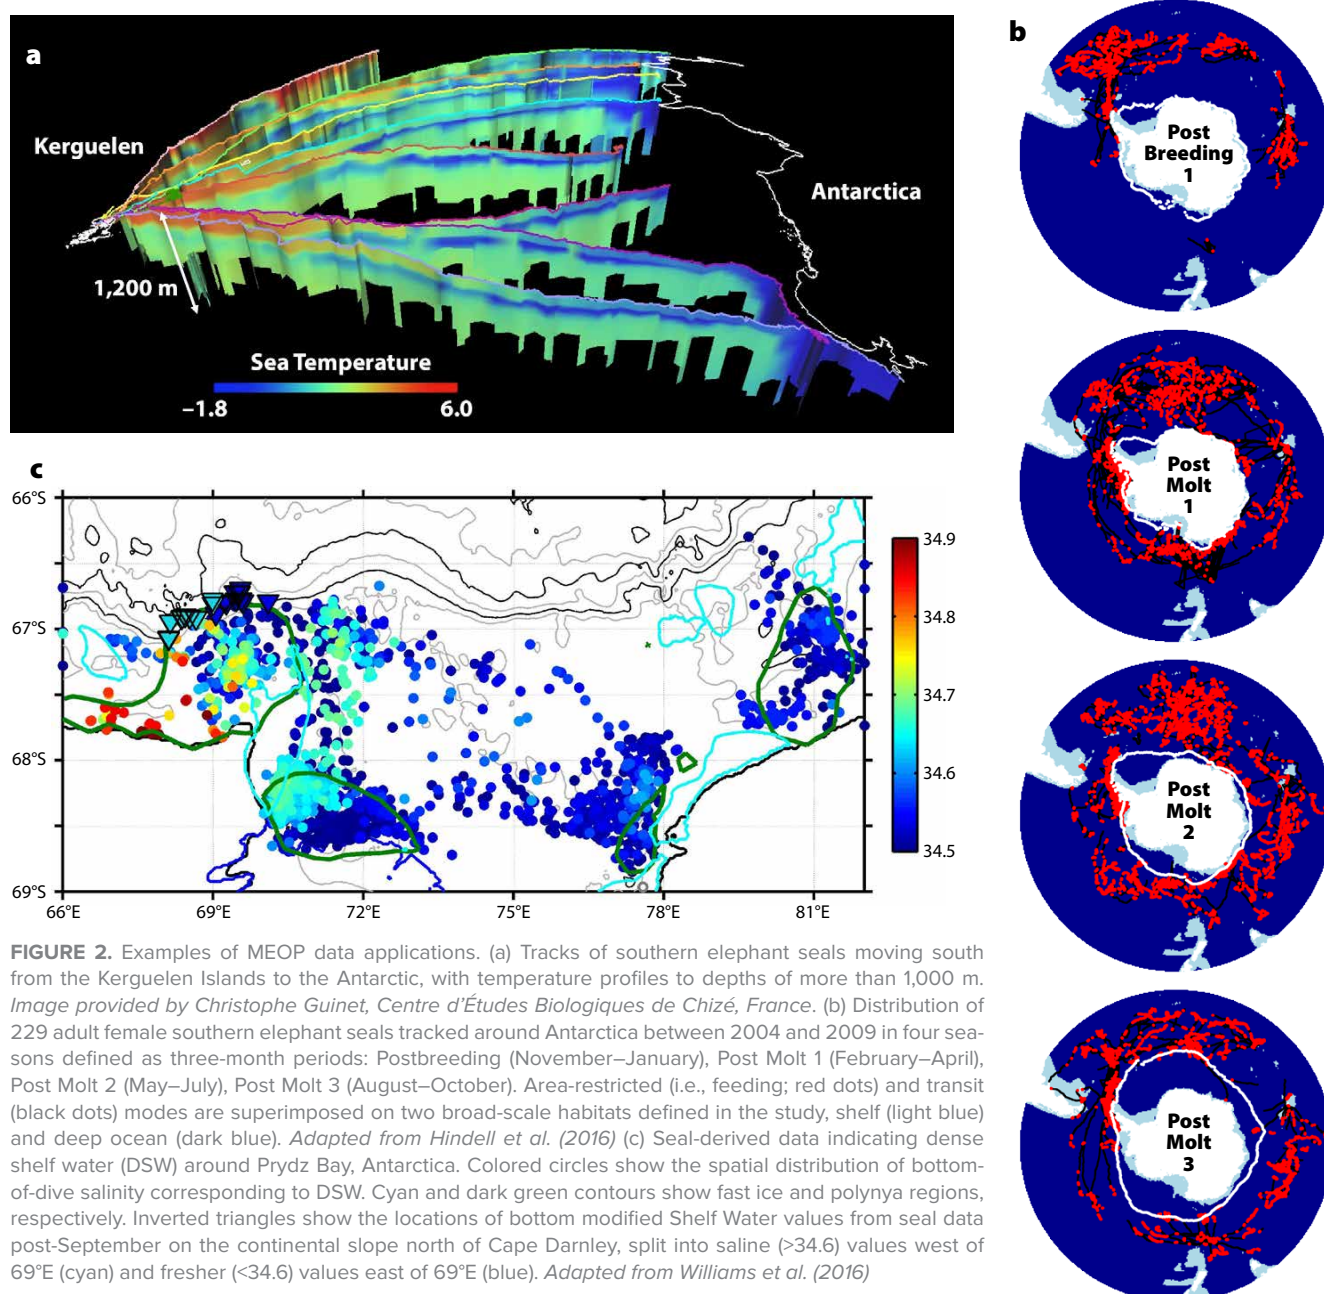 a
Kerguelen
Antarctica
1,200 m
Sea Temperature
–1.8
6.0
b
Post
Breeding
1
Post
Molt
1
Post
Molt
2
Post
Molt
3
c
66°S
67°S
68°S
69°S
66°E
69°E
72°E
75°E
78°E
81°E
34.9
34.8
34.7
34.6
34.5
FIGURE 2. Examples of MEOP data applications. (a) Tracks of southern elephant seals moving south
from the Kerguelen Islands to the Antarctic, with temperature profiles to depths of more than 1,000 m.
Image provided by Christophe Guinet, Centre d’Études Biologiques de Chizé, France. (b) Distribution of
229 adult female southern elephant seals tracked around Antarctica between 2004 and 2009 in four sea-
sons defined as three-month periods: Postbreeding (November–January), Post Molt 1 (February–April),
Post Molt 2 (May–July), Post Molt 3 (August–October). Area-restricted (i.e., feeding; red dots) and transit
(black dots) modes are superimposed on two broad-scale habitats defined in the study, shelf (light blue)
and deep ocean (dark blue). Adapted from Hindell et al. (2016) (c) Seal-derived data indicating dense
shelf water (DSW) around Prydz Bay, Antarctica. Colored circles show the spatial distribution of bottom-
of-dive salinity corresponding to DSW. Cyan and dark green contours show fast ice and polynya regions,
respectively. Inverted triangles show the locations of bottom modified Shelf Water values from seal data
post-September on the continental slope north of Cape Darnley, split into saline (>34.6) values west of
69°E (cyan) and fresher (<34.6) values east of 69°E (blue). Adapted from Williams et al. (2016)